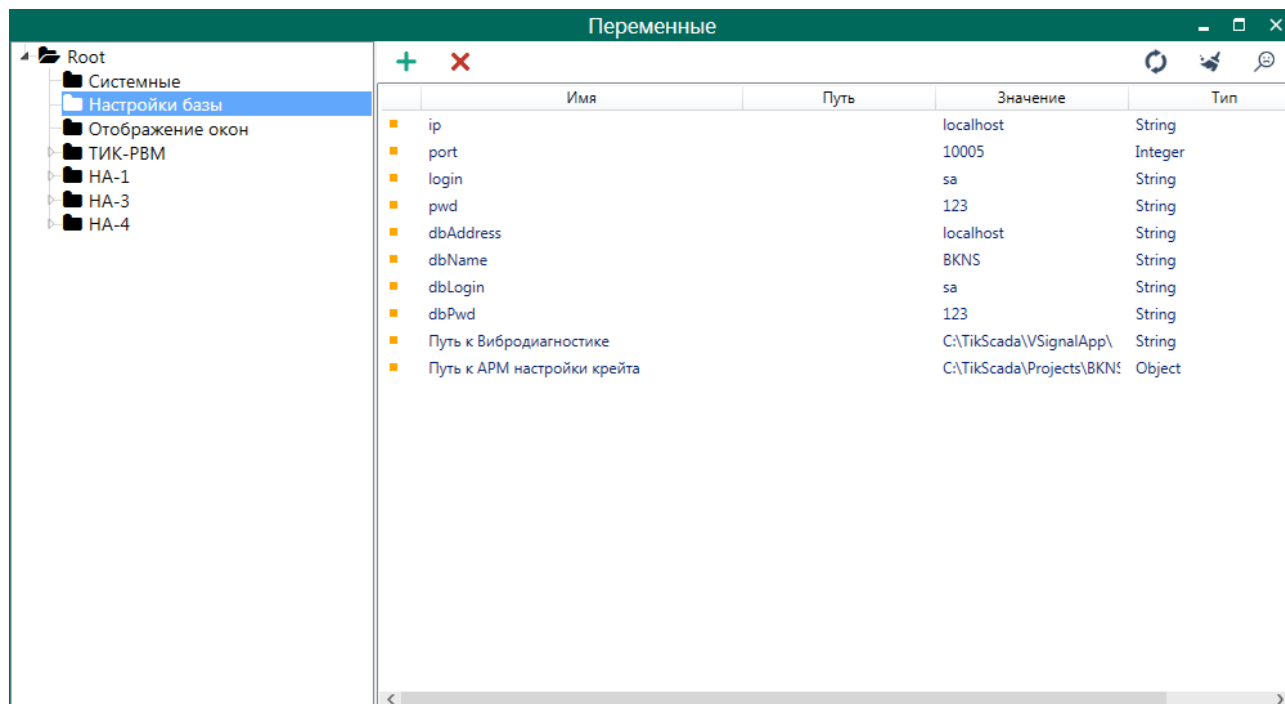 Переменные
Root
Системные
Настройки базы
Отображение окон
ТИК-РВМ
НА-1
НА-3
НА-4
Имя Путь Значение Тип
ip localhost String
port 10005 Integer
login sa String
pwd 123 String
dbAddress localhost String
dbName BKNS String
dbLogin sa String
dbPwd 123 String
Путь к Вибродиагностике C:\TikScada\VSignalApp\ String
Путь к АРМ настройки крейта C:\TikScada\Projects\BKNS Object